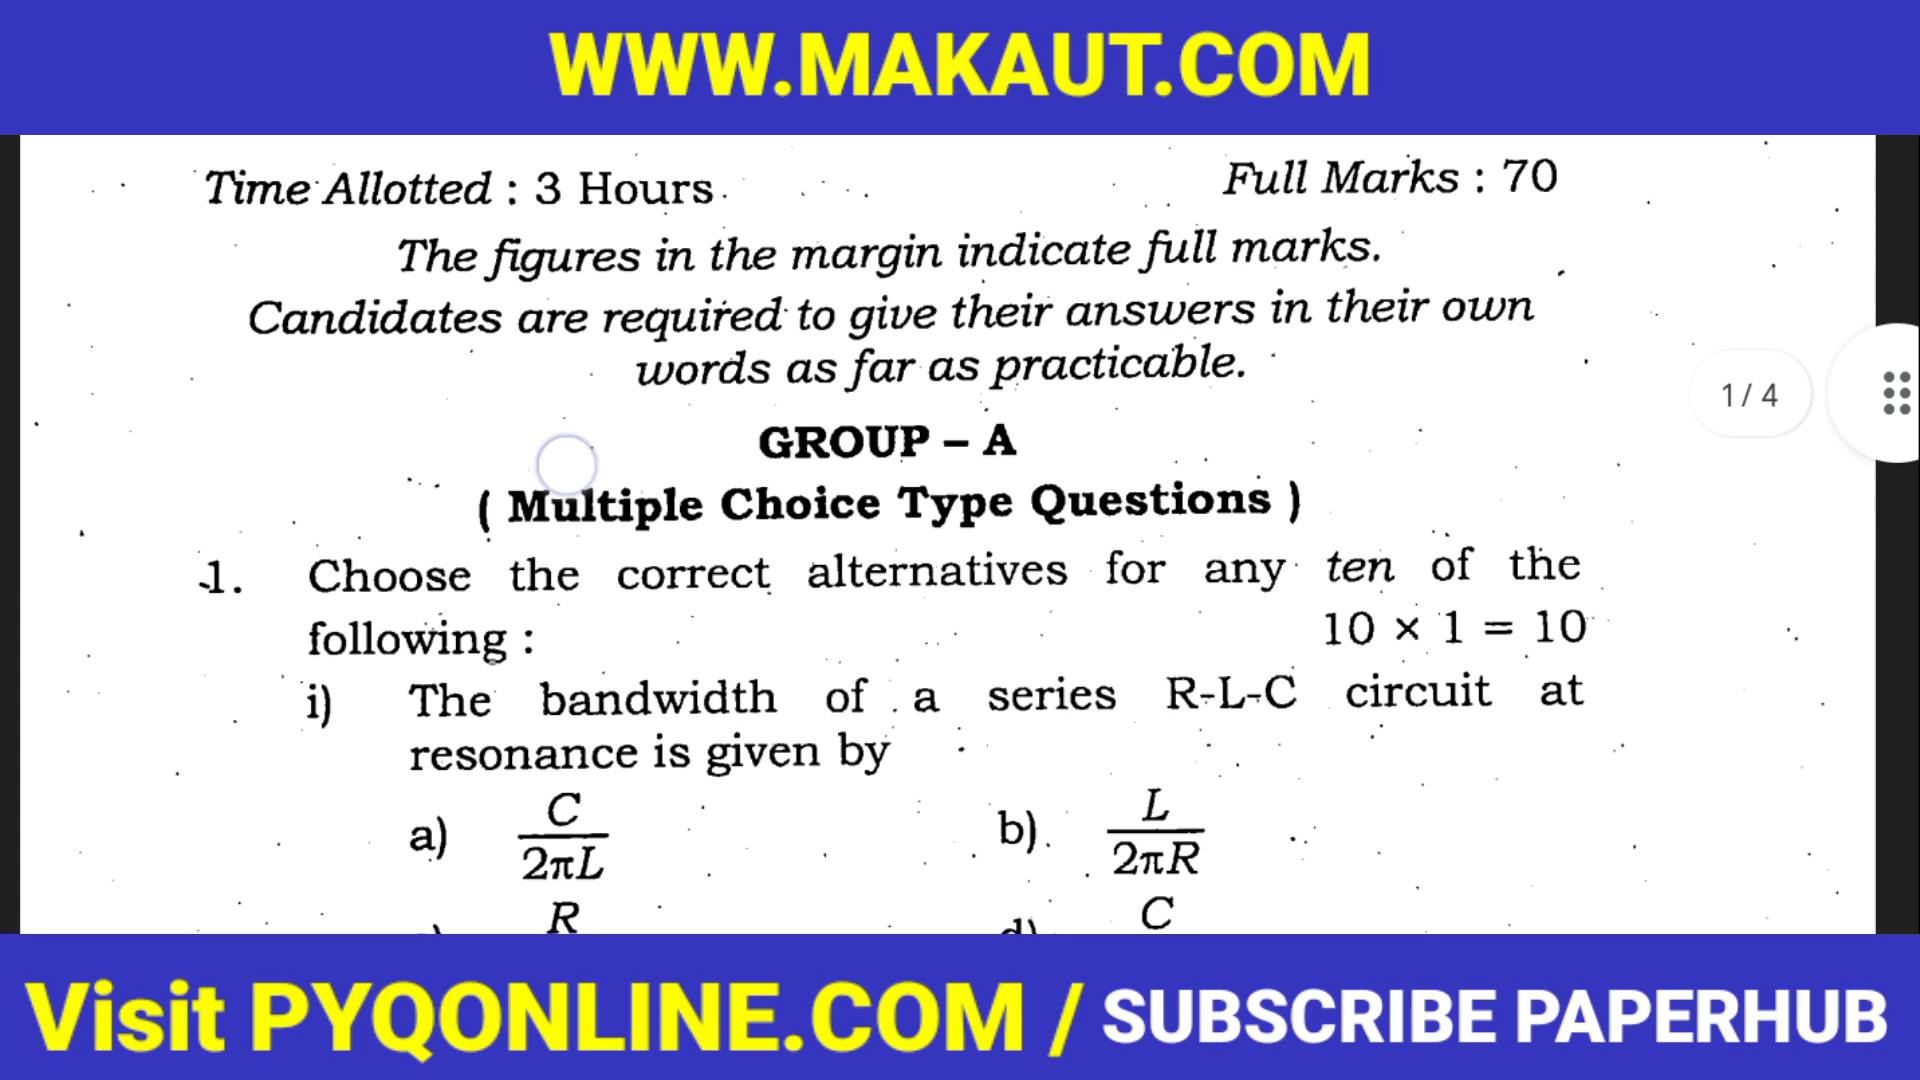 WWW.MAKAUT.COM
Time Allotted : 3 Hours
Full Marks : 70
The figures in the margin indicate full marks.
Candidates are required to give their answers in their own
words as far as practicable.
1 / 4
GROUP – A
( Multiple Choice Type Questions )
1. Choose the correct alternatives for any ten of the
following : 10 × 1 = 10
i) The bandwidth of a series R-L-C circuit at
resonance is given by
a) C/2πL b) L/2πR
R d) C
Visit PYQONLINE.COM / SUBSCRIBE PAPERHUB